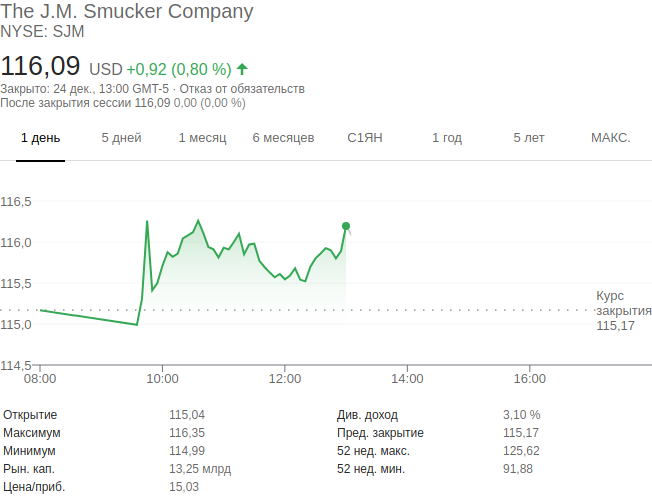 The J.M. Smucker Company
NYSE: SJM
116,09 USD +0,92 (0,80 %)
Закрыто: 24 дек., 13:00 GMT-5 · Отказ от обязательств
После закрытия сессии 116,09 0,00 (0,00 %)
1 день 5 дней 1 месяц 6 месяцев С1ЯН 1 год 5 лет МАКС.
116,5
116,0
115,5
115,0
114,5
Курс
закрытия
115,17
08:00 10:00 12:00 14:00 16:00
Открытие 115,04 Див. доход 3,10 %
Максимум 116,35 Пред. закрытие 115,17
Минимум 114,99 52 нед. макс. 125,62
Рын. кап. 13,25 млрд 52 нед. мин. 91,88
Цена/приб. 15,03